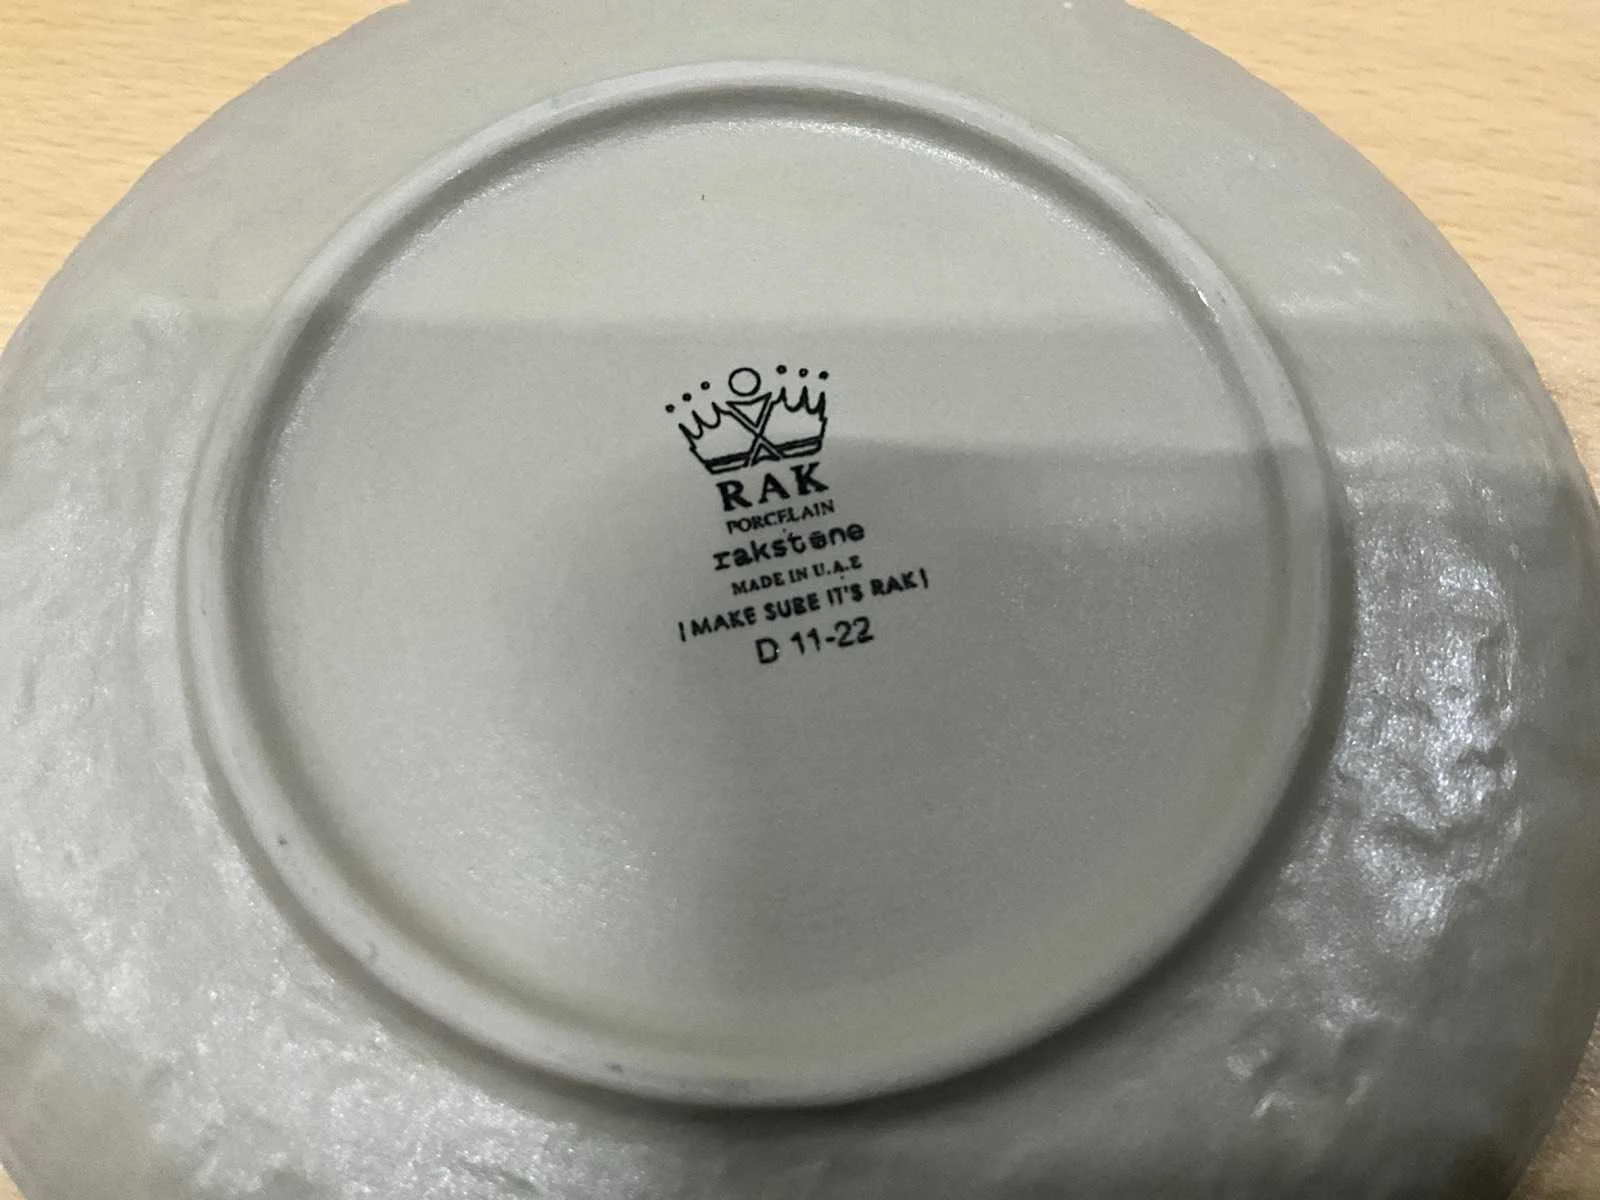 RAK
PORCELAIN
rakstone
MADE IN U.A.E
| MAKE SURE IT'S RAK |
D 11-22